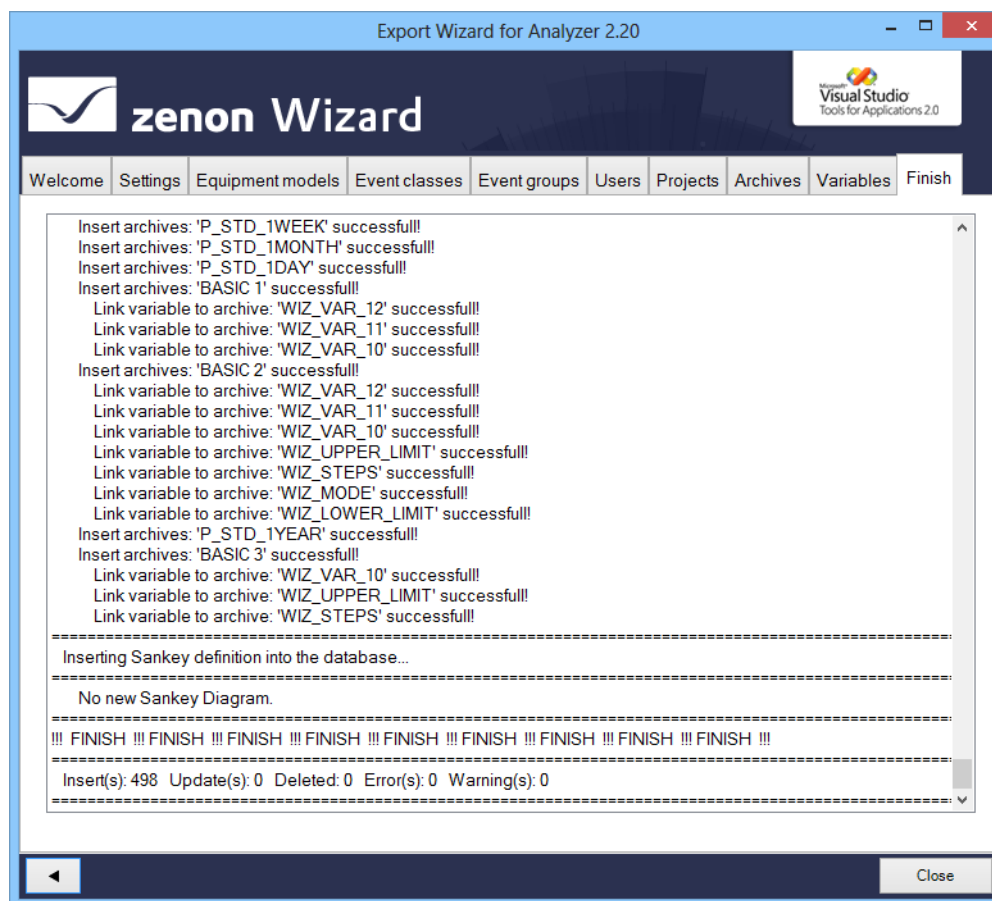 Export Wizard for Analyzer 2.20
zenon Wizard
Microsoft
Visual Studio
Tools for Applications 2.0
Welcome Settings Equipment models Event classes Event groups Users Projects Archives Variables Finish
Insert archives: 'P_STD_1WEEK' successfull!
Insert archives: 'P_STD_1MONTH' successfull!
Insert archives: 'P_STD_1DAY' successfull!
Insert archives: 'BASIC 1' successfull!
Link variable to archive: 'WIZ_VAR_12' successfull!
Link variable to archive: 'WIZ_VAR_11' successfull!
Link variable to archive: 'WIZ_VAR_10' successfull!
Insert archives: 'BASIC 2' successfull!
Link variable to archive: 'WIZ_VAR_12' successfull!
Link variable to archive: 'WIZ_VAR_11' successfull!
Link variable to archive: 'WIZ_VAR_10' successfull!
Link variable to archive: 'WIZ_UPPER_LIMIT' successfull!
Link variable to archive: 'WIZ_STEPS' successfull!
Link variable to archive: 'WIZ_MODE' successfull!
Link variable to archive: 'WIZ_LOWER_LIMIT' successfull!
Insert archives: 'P_STD_1YEAR' successfull!
Insert archives: 'BASIC 3' successfull!
Link variable to archive: 'WIZ_VAR_10' successfull!
Link variable to archive: 'WIZ_UPPER_LIMIT' successfull!
Link variable to archive: 'WIZ_STEPS' successfull!
Inserting Sankey definition into the database...
No new Sankey Diagram.
!!! FINISH !!! FINISH !!! FINISH !!! FINISH !!! FINISH !!! FINISH !!! FINISH !!! FINISH !!! FINISH !!!
Insert(s): 498 Update(s): 0 Deleted: 0 Error(s): 0 Warning(s): 0
Close